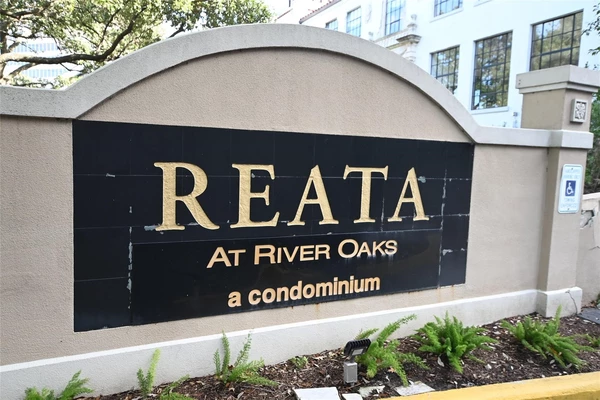 REATA
AT RIVER OAKS
a condominium